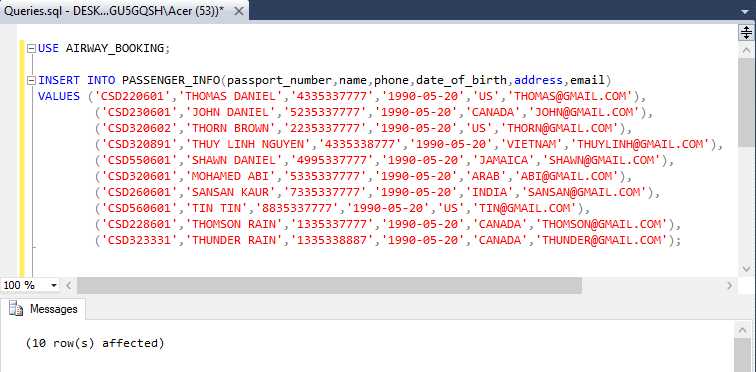 Queries.sql - DESK...GU5GQSH\Acer (53))*
USE AIRWAY_BOOKING;
INSERT INTO PASSENGER_INFO(passport_number,name,phone,date_of_birth,address,email)
VALUES ('CSD220601','THOMAS DANIEL','4335337777','1990-05-20','US','THOMAS@GMAIL.COM'),
('CSD230601','JOHN DANIEL','5235337777','1990-05-20','CANADA','JOHN@GMAIL.COM'),
('CSD320602','THORN BROWN','2235337777','1990-05-20','US','THORN@GMAIL.COM'),
('CSD320891','THUY LINH NGUYEN','4335338777','1990-05-20','VIETNAM','THUYLINH@GMAIL.COM'),
('CSD550601','SHAWN DANIEL','4995337777','1990-05-20','JAMAICA','SHAWN@GMAIL.COM'),
('CSD320601','MOHAMED ABI','5335337777','1990-05-20','ARAB','ABI@GMAIL.COM'),
('CSD260601','SANSAN KAUR','7335337777','1990-05-20','INDIA','SANSAN@GMAIL.COM'),
('CSD560601','TIN TIN','8835337777','1990-05-20','US','TIN@GMAIL.COM'),
('CSD228601','THOMSON RAIN','1335337777','1990-05-20','CANADA','THOMSON@GMAIL.COM'),
('CSD323331','THUNDER RAIN','1335338887','1990-05-20','CANADA','THUNDER@GMAIL.COM');
100 %
Messages
(10 row(s) affected)